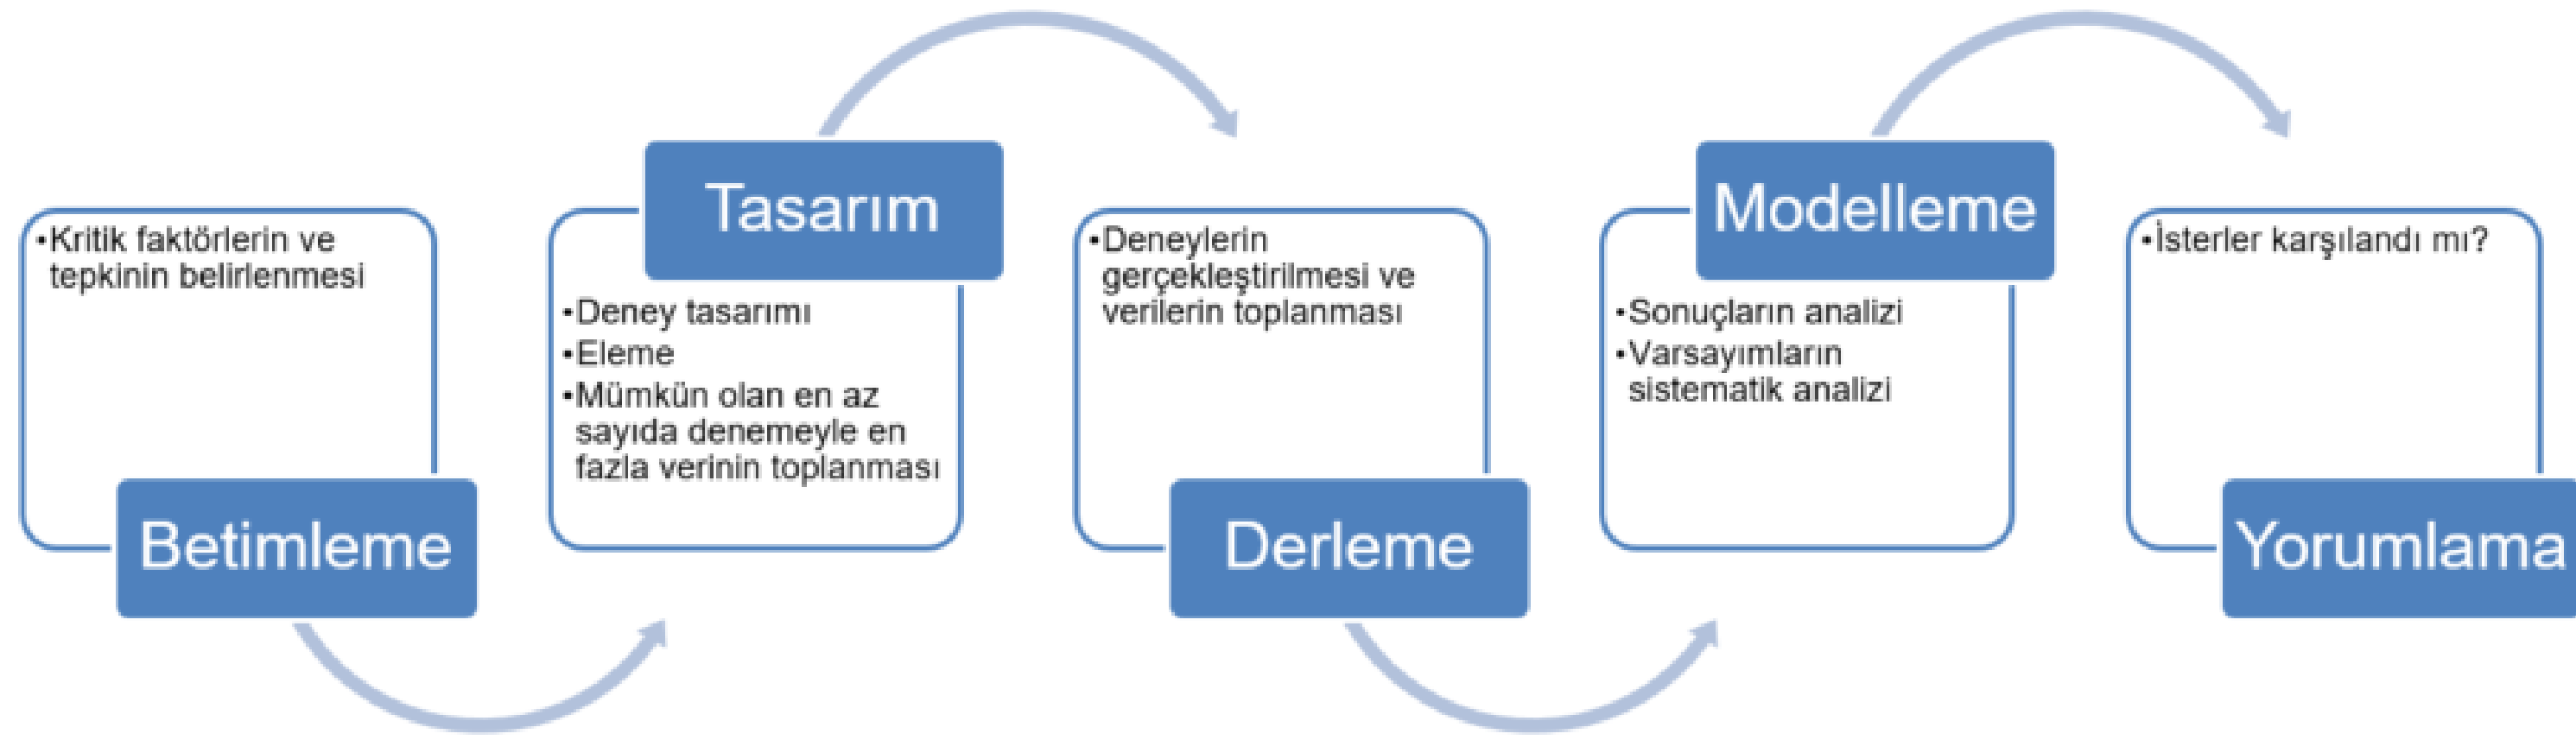 •Kritik faktörlerin ve
tepkinin belirlenmesi
Betimleme
Tasarım
•Deney tasarımı
•Eleme
•Mümkün olan en az
sayıda denemeyle en
fazla verinin toplanması
•Deneylerin
gerçekleştirilmesi ve
verilerin toplanması
Derleme
Modelleme
•Sonuçların analizi
•Varsayımların
sistematik analizi
•İsterler karşılandı mı?
Yorumlama